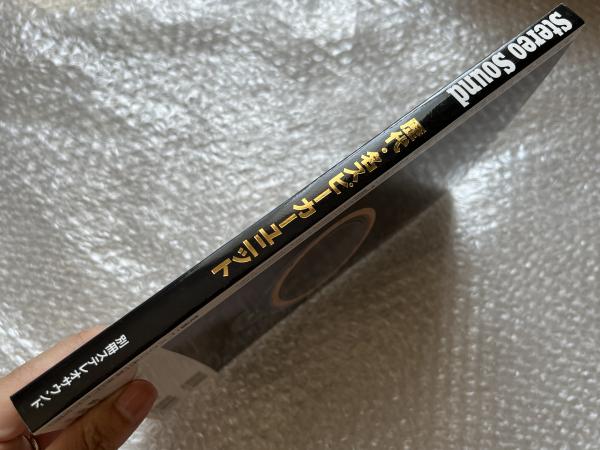 Stereo Sound
歴代・名スピーカーユニット
別冊ステレオサウンド